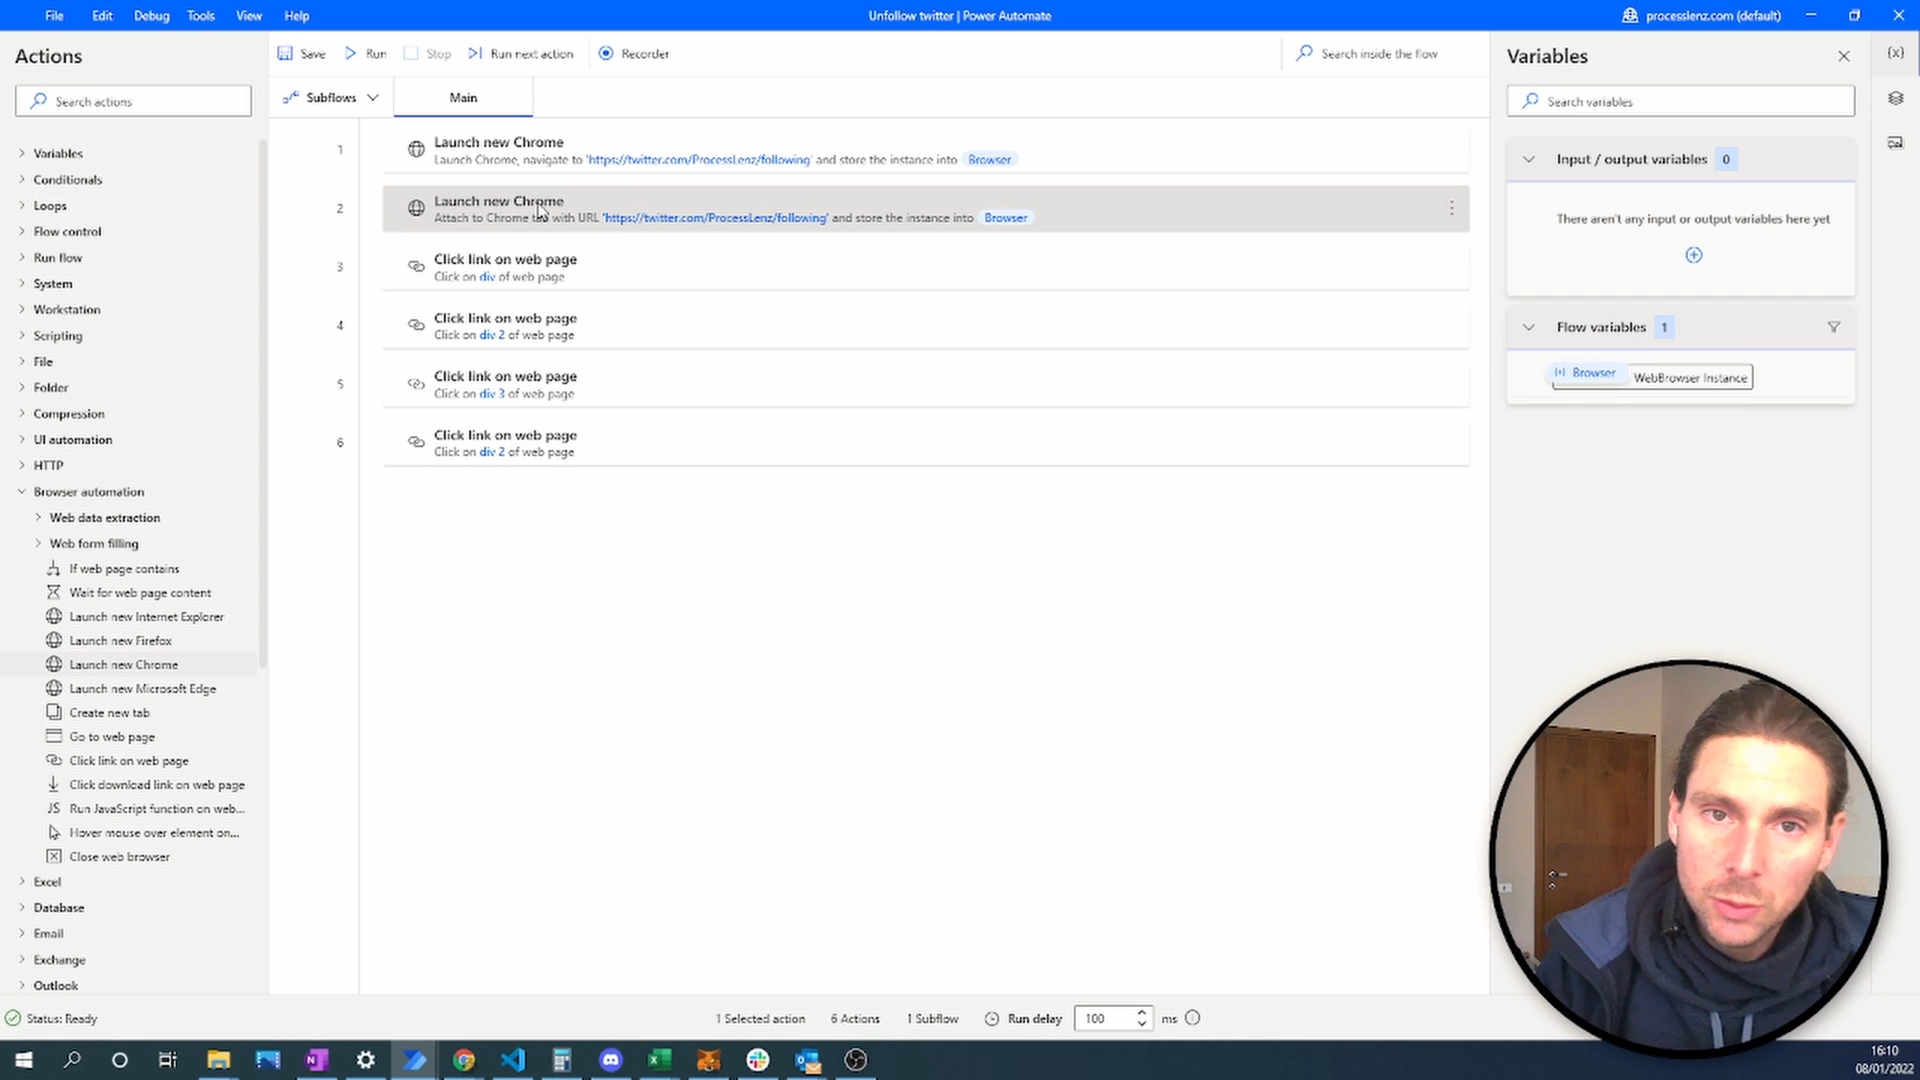 File Edit Debug Tools View Help
Unfollow twitter | Power Automate
processlenz.com (default)
Actions
Search actions
Variables
Conditionals
Loops
Flow control
Run flow
System
Workstation
Scripting
File
Folder
Compression
UI automation
HTTP
Browser automation
Web data extraction
Web form filling
If web page contains
Wait for web page content
Launch new Internet Explorer
Launch new Firefox
Launch new Chrome
Launch new Microsoft Edge
Create new tab
Go to web page
Click link on web page
Click download link on web page
JS Run JavaScript function on web...
Hover mouse over element on...
Close web browser
Excel
Database
Email
Exchange
Outlook
Save Run Stop Run next action Recorder
Search inside the flow
Subflows Main
1 Launch new Chrome
Launch Chrome, navigate to 'https://twitter.com/ProcessLenz/following' and store the instance into Browser
2 Launch new Chrome
Attach to Chrome tab with URL 'https://twitter.com/ProcessLenz/following' and store the instance into Browser
3 Click link on web page
Click on div of web page
4 Click link on web page
Click on div 2 of web page
5 Click link on web page
Click on div 3 of web page
6 Click link on web page
Click on div 2 of web page
Variables
{x}
Search variables
Input / output variables 0
There aren't any input or output variables here yet
Flow variables 1
Browser WebBrowser Instance
Status: Ready
1 Selected action 6 Actions 1 Subflow Run delay 100 ms
16:10
08/01/2022